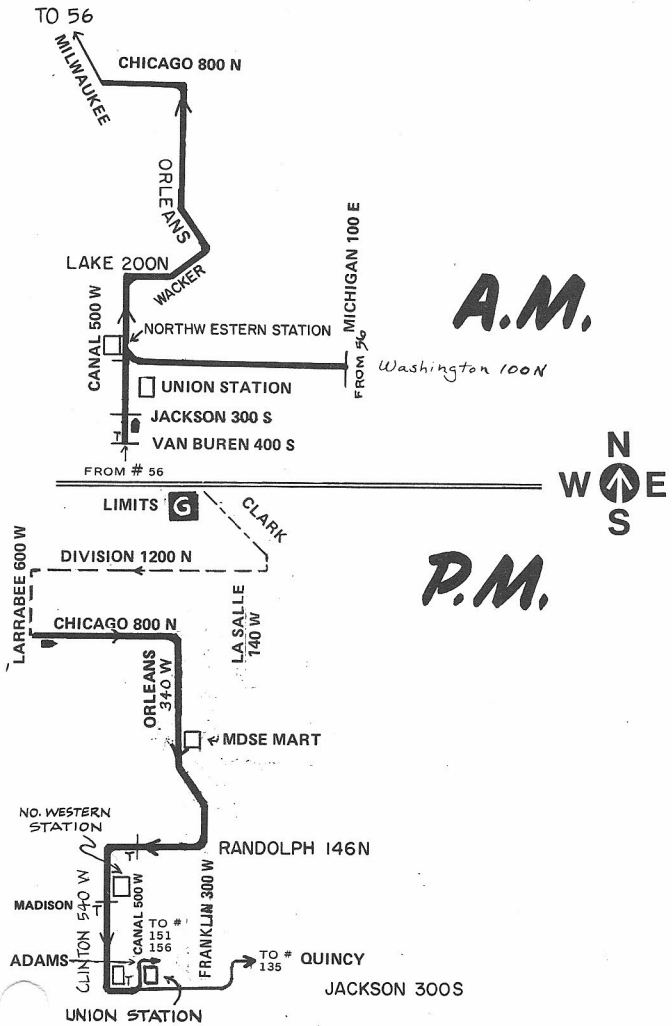 TO 56
MILWAUKEE
CHICAGO 800 N
ORLEANS
LAKE 200N
WACKER
MICHIGAN 100 E
A.M.
CANAL 500 W
NORTHW ESTERN STATION
FROM 56
Washington 100N
UNION STATION
JACKSON 300 S
T
VAN BUREN 400 S
FROM # 56
N
W E
S
LIMITS G
CLARK
DIVISION 1200 N
LARRABEE 600 W
P.M.
CHICAGO 800 N
LA SALLE
140 W
ORLEANS
340 W
MDSE MART
NO. WESTERN
STATION
RANDOLPH 146N
T
CLINTON 540 W
CANAL 500 W
FRANKLIN 300 W
MADISON
T
TO #
151
156
ADAMS
T
TO #
135
QUINCY
JACKSON 300S
UNION STATION